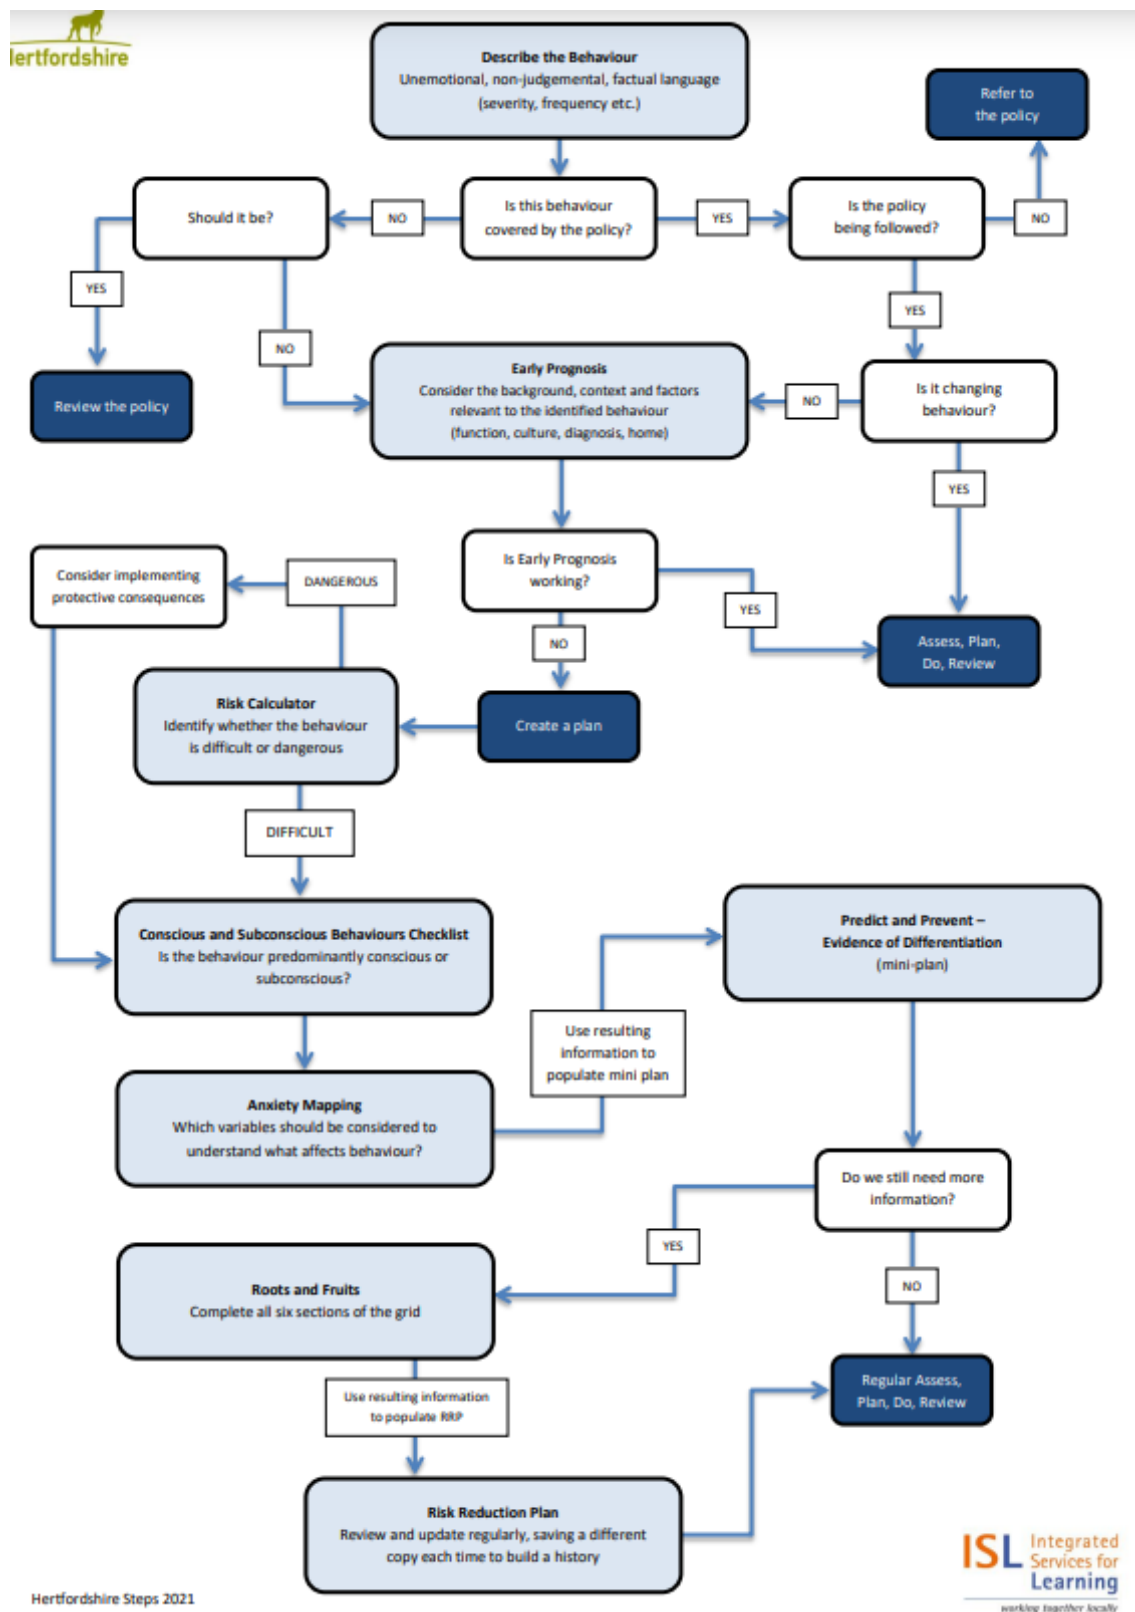 Hertfordshire
Describe the Behaviour
Unemotional, non-judgemental, factual language
(severity, frequency etc.)
Refer to
the policy
Should it be?
NO
Is this behaviour
covered by the policy?
YES
Is the policy
being followed?
NO
YES
YES
NO
Review the policy
Early Prognosis
Consider the background, context and factors
relevant to the identified behaviour
(function, culture, diagnosis, home)
NO
Is it changing
behaviour?
YES
Consider implementing
protective consequences
DANGEROUS
Is Early Prognosis
working?
YES
NO
Assess, Plan,
Do, Review
Risk Calculator
Identify whether the behaviour
is difficult or dangerous
Create a plan
DIFFICULT
Conscious and Subconscious Behaviours Checklist
Is the behaviour predominantly conscious or
subconscious?
Predict and Prevent –
Evidence of Differentiation
(mini-plan)
Use resulting
information to
populate mini plan
Anxiety Mapping
Which variables should be considered to
understand what affects behaviour?
Do we still need more
information?
YES
NO
Roots and Fruits
Complete all six sections of the grid
Use resulting information
to populate RRP
Regular Assess,
Plan, Do, Review
Risk Reduction Plan
Review and update regularly, saving a different
copy each time to build a history
ISL Integrated
Services for
Learning
working together locally
Hertfordshire Steps 2021